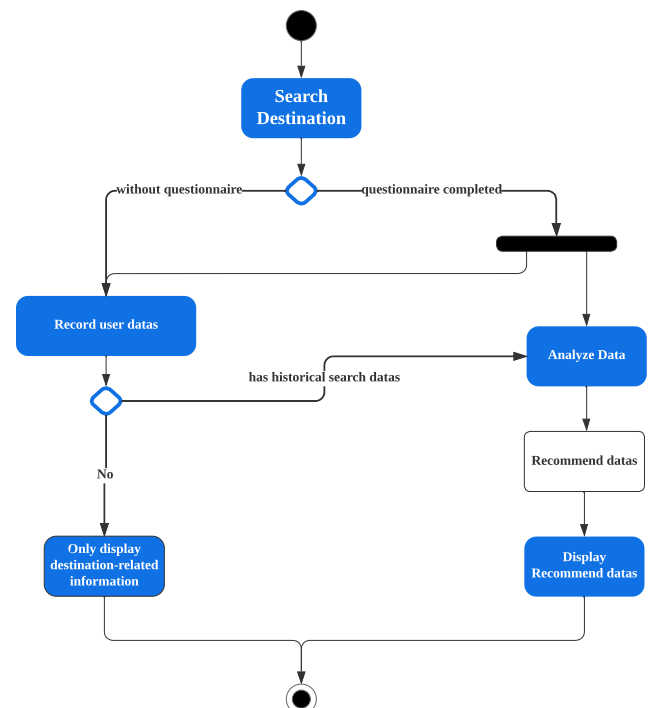 Search
Destination
without questionnaire
questionnaire completed
Record user datas
Analyze Data
has historical search datas
Recommend datas
No
Only display
destination-related
information
Display
Recommend datas